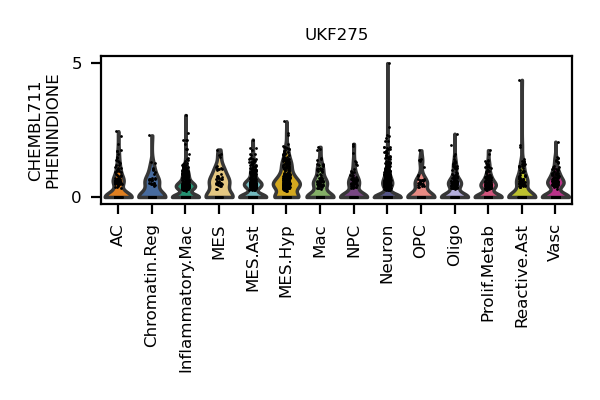 UKF275
CHEMBL711
PHENINDIONE
5
0
AC
Chromatin.Reg
Inflammatory.Mac
MES
MES.Ast
MES.Hyp
Mac
NPC
Neuron
OPC
Oligo
Prolif.Metab
Reactive.Ast
Vasc